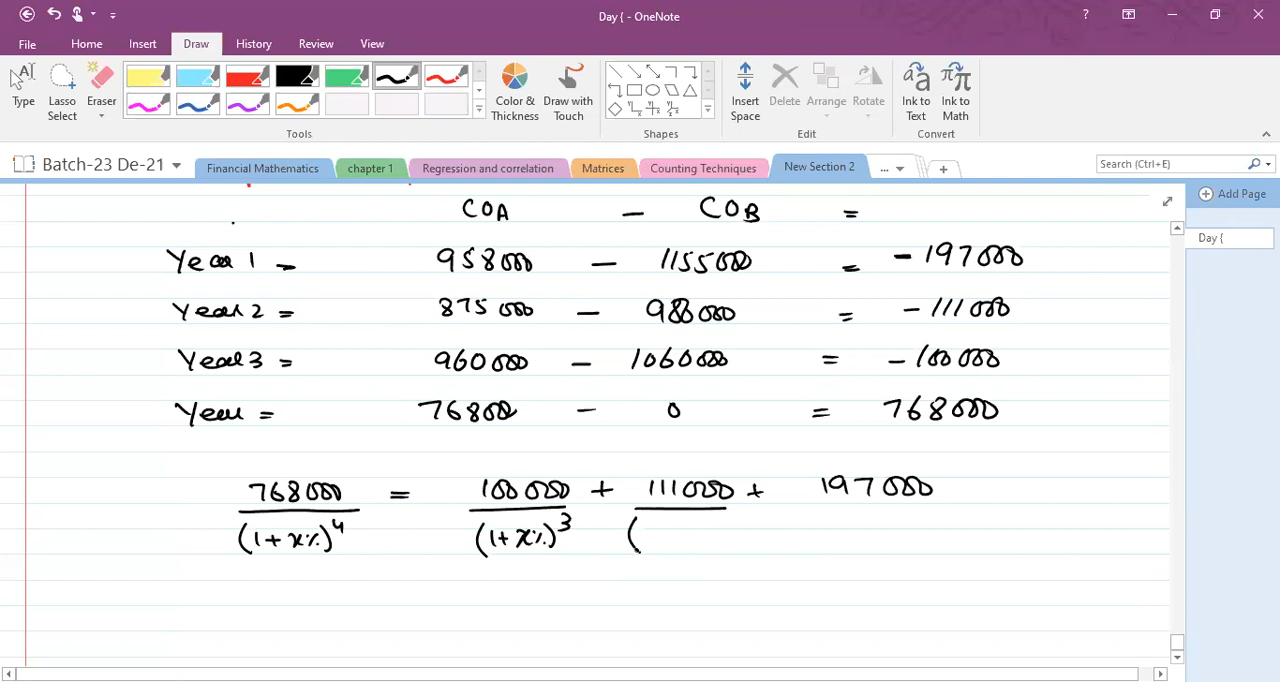 Day { - OneNote
?
File Home Insert Draw History Review View
Type
Lasso Select
Eraser
Color & Thickness
Draw with Touch
Insert Space
Delete
Arrange
Rotate
Ink to Text
Ink to Math
Tools
Shapes
Edit
Convert
Batch-23 De-21
Financial Mathematics
chapter 1
Regression and correlation
Matrices
Counting Techniques
New Section 2
...
Search (Ctrl+E)
Add Page
Day {
COA - COB =
Year 1 = 958000 - 1155000 = - 197000
Year 2 = 875000 - 988000 = - 111000
Year 3 = 960000 - 1060000 = - 100000
Year = 768000 - 0 = 768000
768000 = 100000 + 111000 + 197000
(1+x%)^4 (1+x%)^3 (